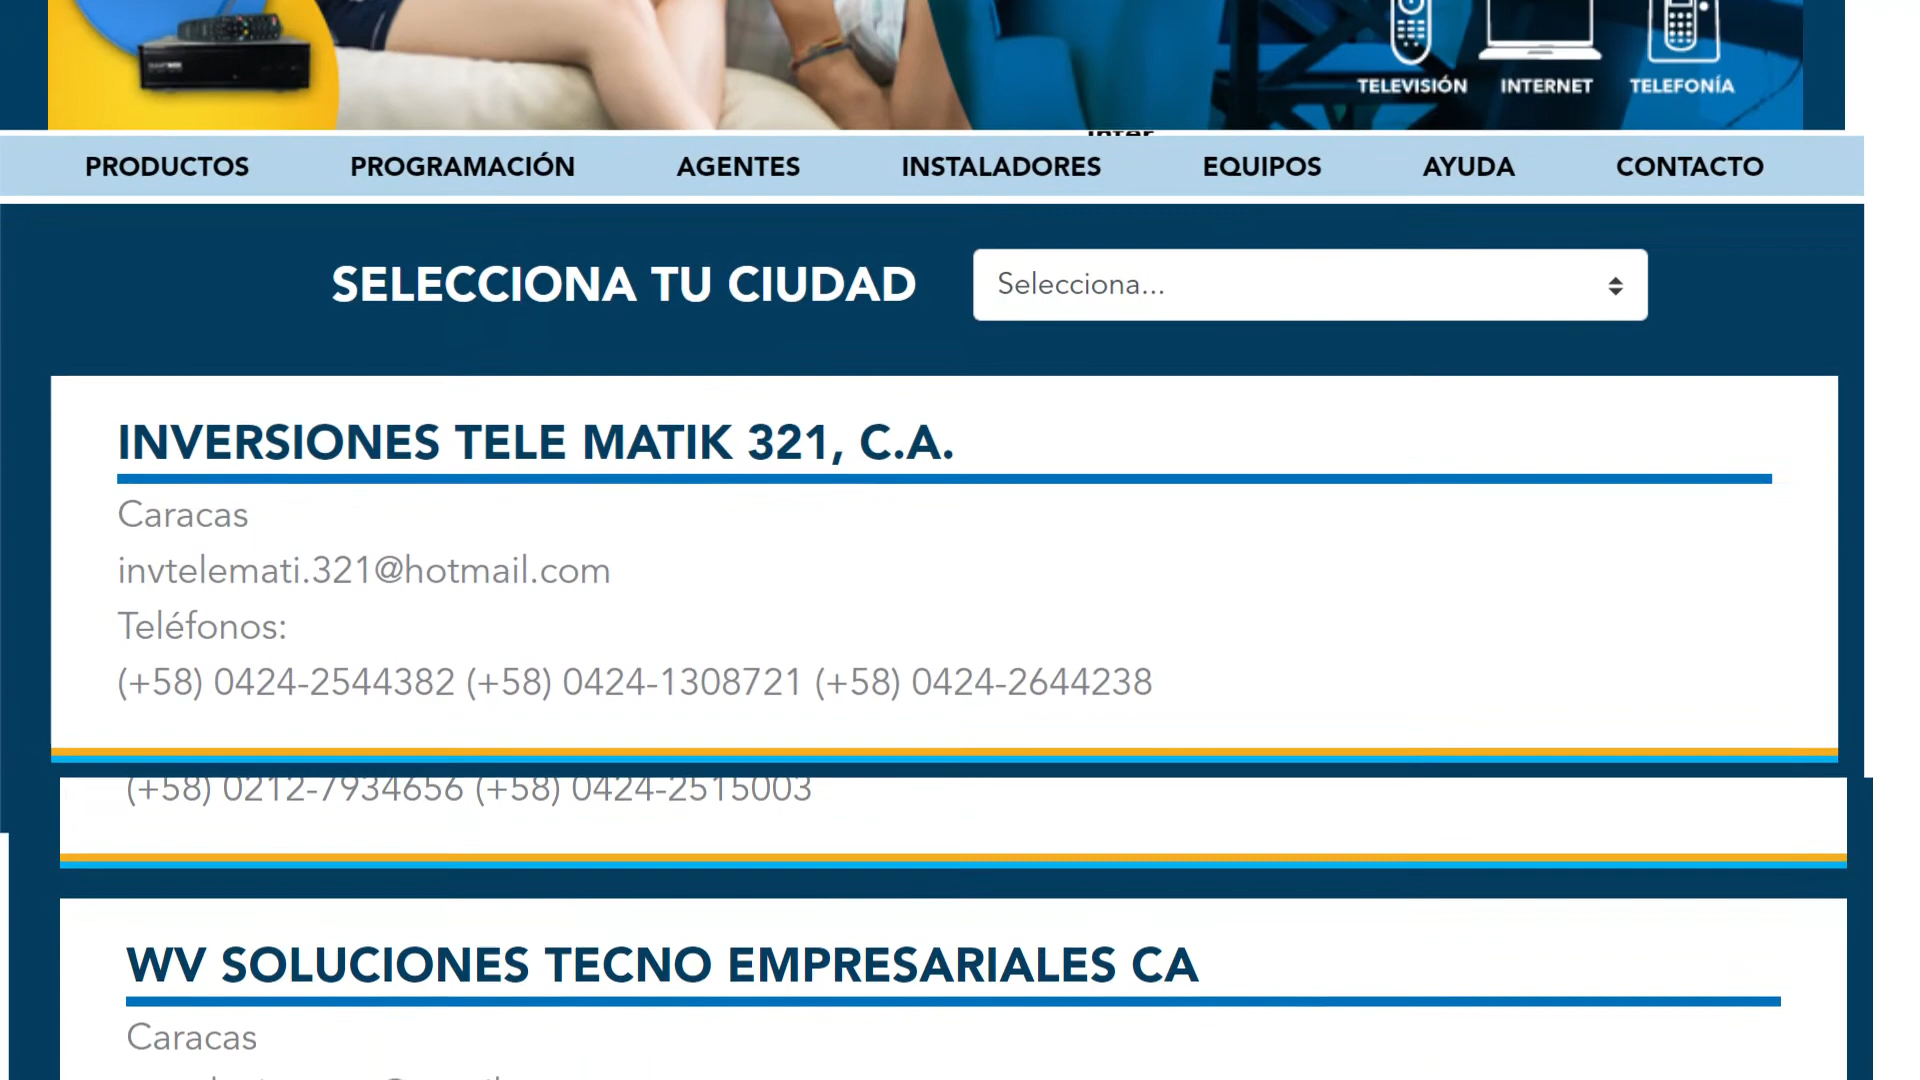 TELEVISIÓN INTERNET TELEFONÍA
PRODUCTOS PROGRAMACIÓN AGENTES INSTALADORES EQUIPOS AYUDA CONTACTO
SELECCIONA TU CIUDAD Selecciona...
INVERSIONES TELE MATIK 321, C.A.
Caracas
invtelemati.321@hotmail.com
Teléfonos:
(+58) 0424-2544382 (+58) 0424-1308721 (+58) 0424-2644238
(+58) 0212-7934656 (+58) 0424-2515003
WV SOLUCIONES TECNO EMPRESARIALES CA
Caracas